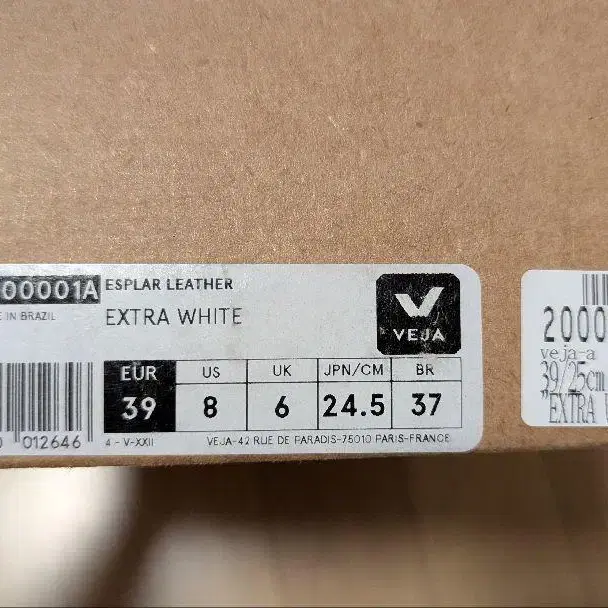 00001A ESPLAR LEATHER
E IN BRAZIL EXTRA WHITE
VEJA
EUR US UK JPN/CM BR
39 8 6 24.5 37
012646 4 - V-XXII VEJA-42 RUE DE PARADIS-75010 PARIS-FRANCE
2000
veja-a
39/25cm
"EXTRA W